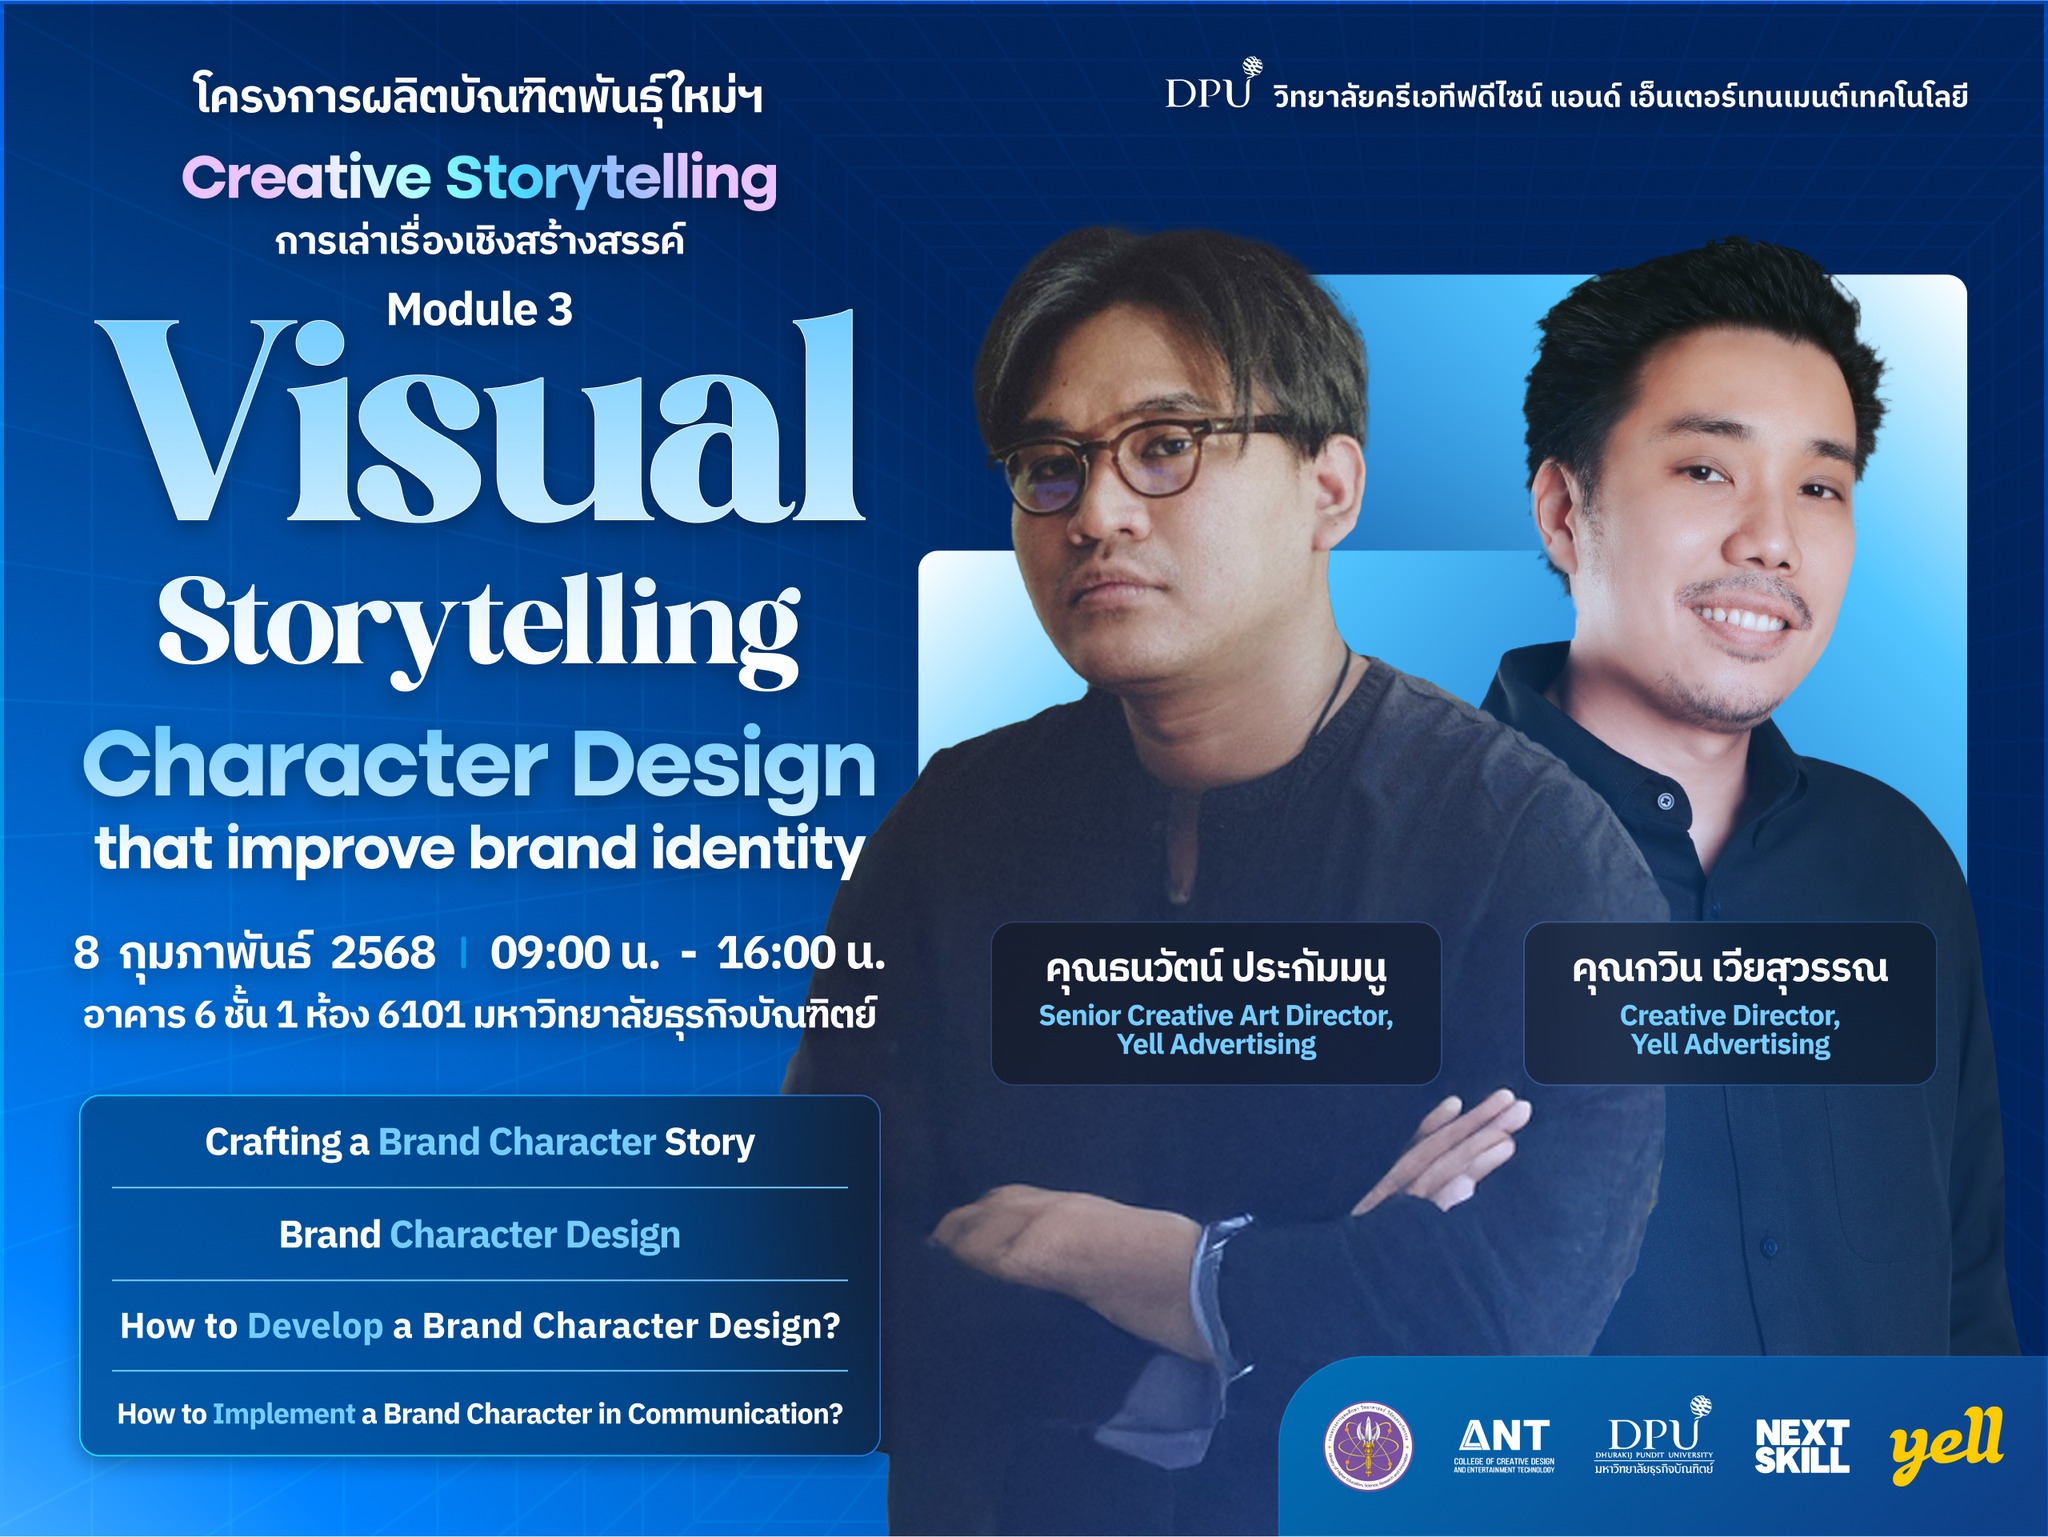 โครงการผลิตบัณฑิตพันธุ์ใหม่ฯ
Creative Storytelling
การเล่าเรื่องเชิงสร้างสรรค์
Module 3
Visual
Storytelling
Character Design
that improve brand identity
8 กุมภาพันธ์ 2568 | 09:00 น. - 16:00 น.
อาคาร 6 ชั้น 1 ห้อง 6101 มหาวิทยาลัยธุรกิจบัณฑิตย์
Crafting a Brand Character Story
Brand Character Design
How to Develop a Brand Character Design?
How to Implement a Brand Character in Communication?
DPU วิทยาลัยครีเอทีฟดีไซน์ แอนด์ เอ็นเตอร์เทนเมนต์เทคโนโลยี
คุณธนวัตน์ ประกัมมนู
Senior Creative Art Director,
Yell Advertising
คุณกวิน เวียสุวรรณ
Creative Director,
Yell Advertising
ANT
COLLEGE OF CREATIVE DESIGN
AND ENTERTAINMENT TECHNOLOGY
DPU
DHURAKIJ PUNDIT UNIVERSITY
มหาวิทยาลัยธุรกิจบัณฑิตย์
NEXT
SKILL
yell